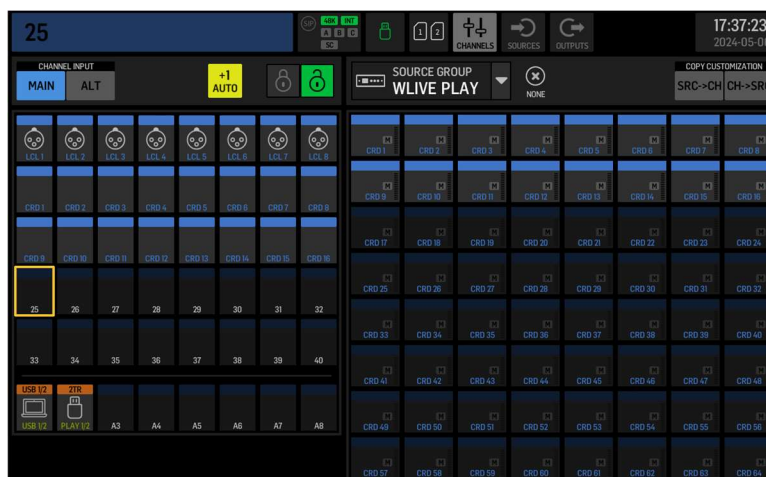 25
SIP
48K INT
A B C
SC
1 2
CHANNELS
SOURCES
OUTPUTS
17:37:23
2024-05-0
CHANNEL INPUT
MAIN ALT
+1
AUTO
SOURCE GROUP
WLIVE PLAY
NONE
COPY CUSTOMIZATION
SRC->CH CH->SRC
LCL 1 LCL 2 LCL 3 LCL 4 LCL 5 LCL 6 LCL 7 LCL 8
CRD 1 CRD 2 CRD 3 CRD 4 CRD 5 CRD 6 CRD 7 CRD 8
CRD 9 CRD 10 CRD 11 CRD 12 CRD 13 CRD 14 CRD 15 CRD 16
25 26 27 28 29 30 31 32
33 34 35 36 37 38 39 40
USB 1/2 2TR
USB 1/2 PLAY 1/2 A3 A4 A5 A6 A7 A8
M M M M M M M M
CRD 1 CRD 2 CRD 3 CRD 4 CRD 5 CRD 6 CRD 7 CRD 8
M M M M M M M M
CRD 9 CRD 10 CRD 11 CRD 12 CRD 13 CRD 14 CRD 15 CRD 16
M M M M M M M M
CRD 17 CRD 18 CRD 19 CRD 20 CRD 21 CRD 22 CRD 23 CRD 24
M M M M M M M M
CRD 25 CRD 26 CRD 27 CRD 28 CRD 29 CRD 30 CRD 31 CRD 32
M M M M M M M M
CRD 33 CRD 34 CRD 35 CRD 36 CRD 37 CRD 38 CRD 39 CRD 40
M M M M M M M M
CRD 41 CRD 42 CRD 43 CRD 44 CRD 45 CRD 46 CRD 47 CRD 48
M M M M M M M M
CRD 49 CRD 50 CRD 51 CRD 52 CRD 53 CRD 54 CRD 55 CRD 56
M M M M M M M M
CRD 57 CRD 58 CRD 59 CRD 60 CRD 61 CRD 62 CRD 63 CRD 64